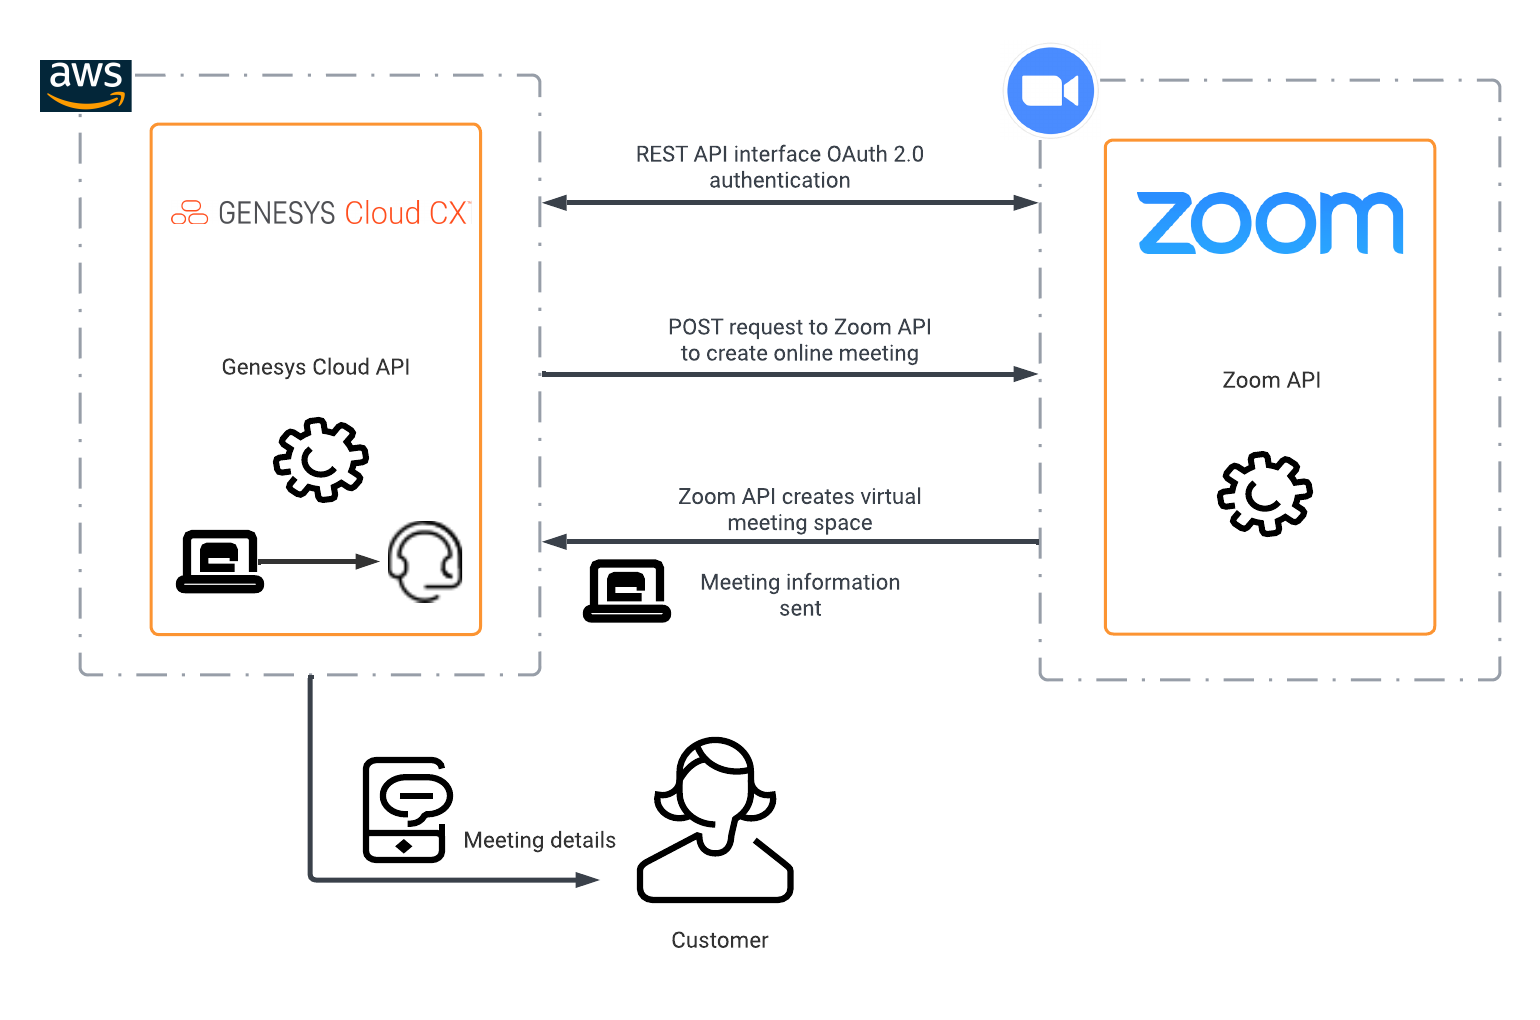 aws
GENESYS Cloud CX™
zoom
REST API interface OAuth 2.0
authentication
POST request to Zoom API
to create online meeting
Genesys Cloud API
Zoom API
Zoom API creates virtual
meeting space
Meeting information
sent
Meeting details
Customer